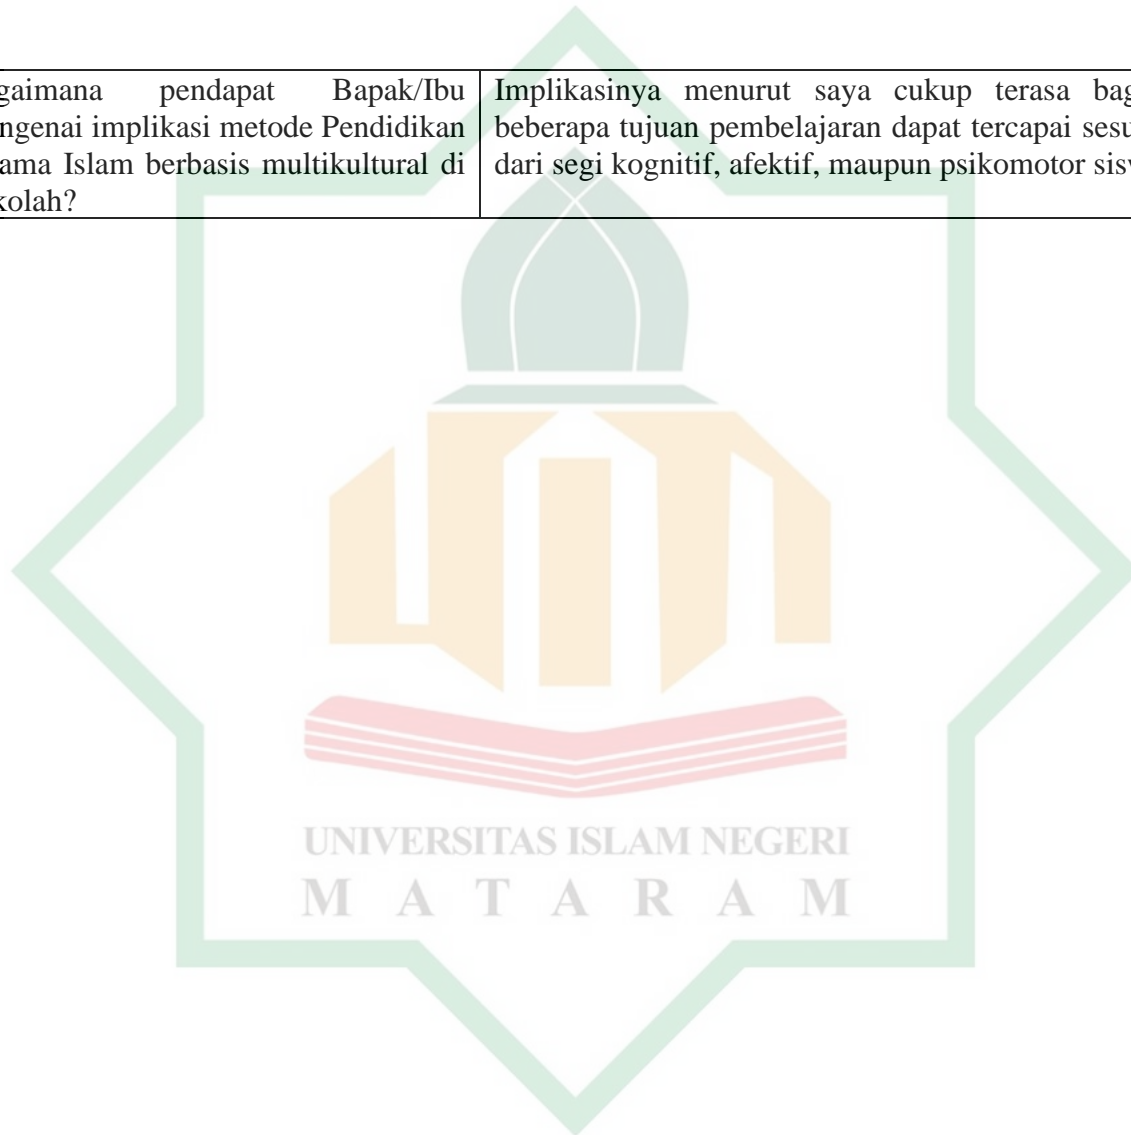 gaimana pendapat Bapak/Ibu
ngenai implikasi metode Pendidikan
ama Islam berbasis multikultural di
kolah?
Implikasinya menurut saya cukup terasa bag
beberapa tujuan pembelajaran dapat tercapai sesu
dari segi kognitif, afektif, maupun psikomotor sisw
UNIVERSITAS ISLAM NEGERI
MATARAM